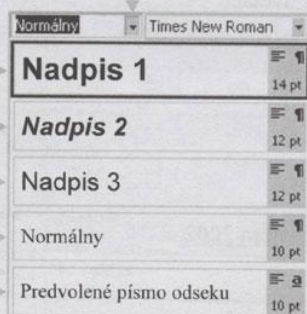 Normálny Times New Roman
Nadpis 1
14 pt
Nadpis 2
12 pt
Nadpis 3
12 pt
Normálny
10 pt
Predvolené písmo odseku
a
10 pt